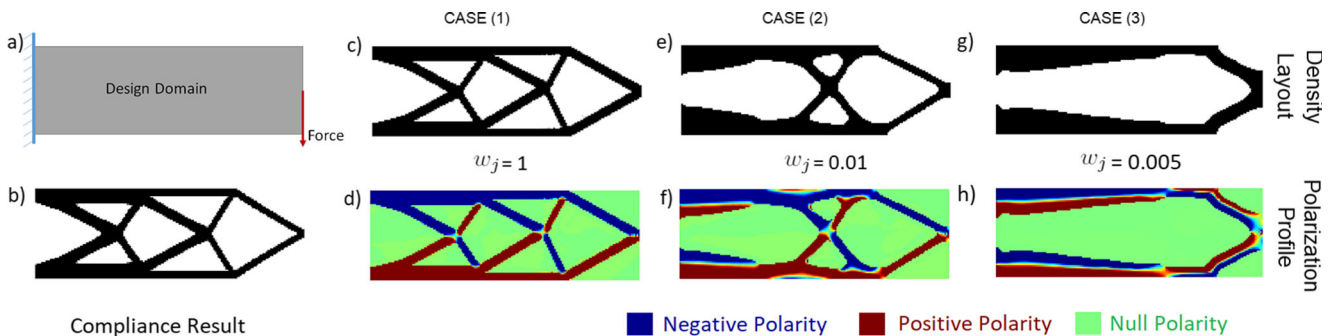 CASE (1)
CASE (2)
CASE (3)
a)
c)
e)
g)
Design Domain
Force
Density
Layout
w_j = 1
w_j = 0.01
w_j = 0.005
b)
d)
f)
h)
Polarization
Profile
Compliance Result
Negative Polarity
Positive Polarity
Null Polarity